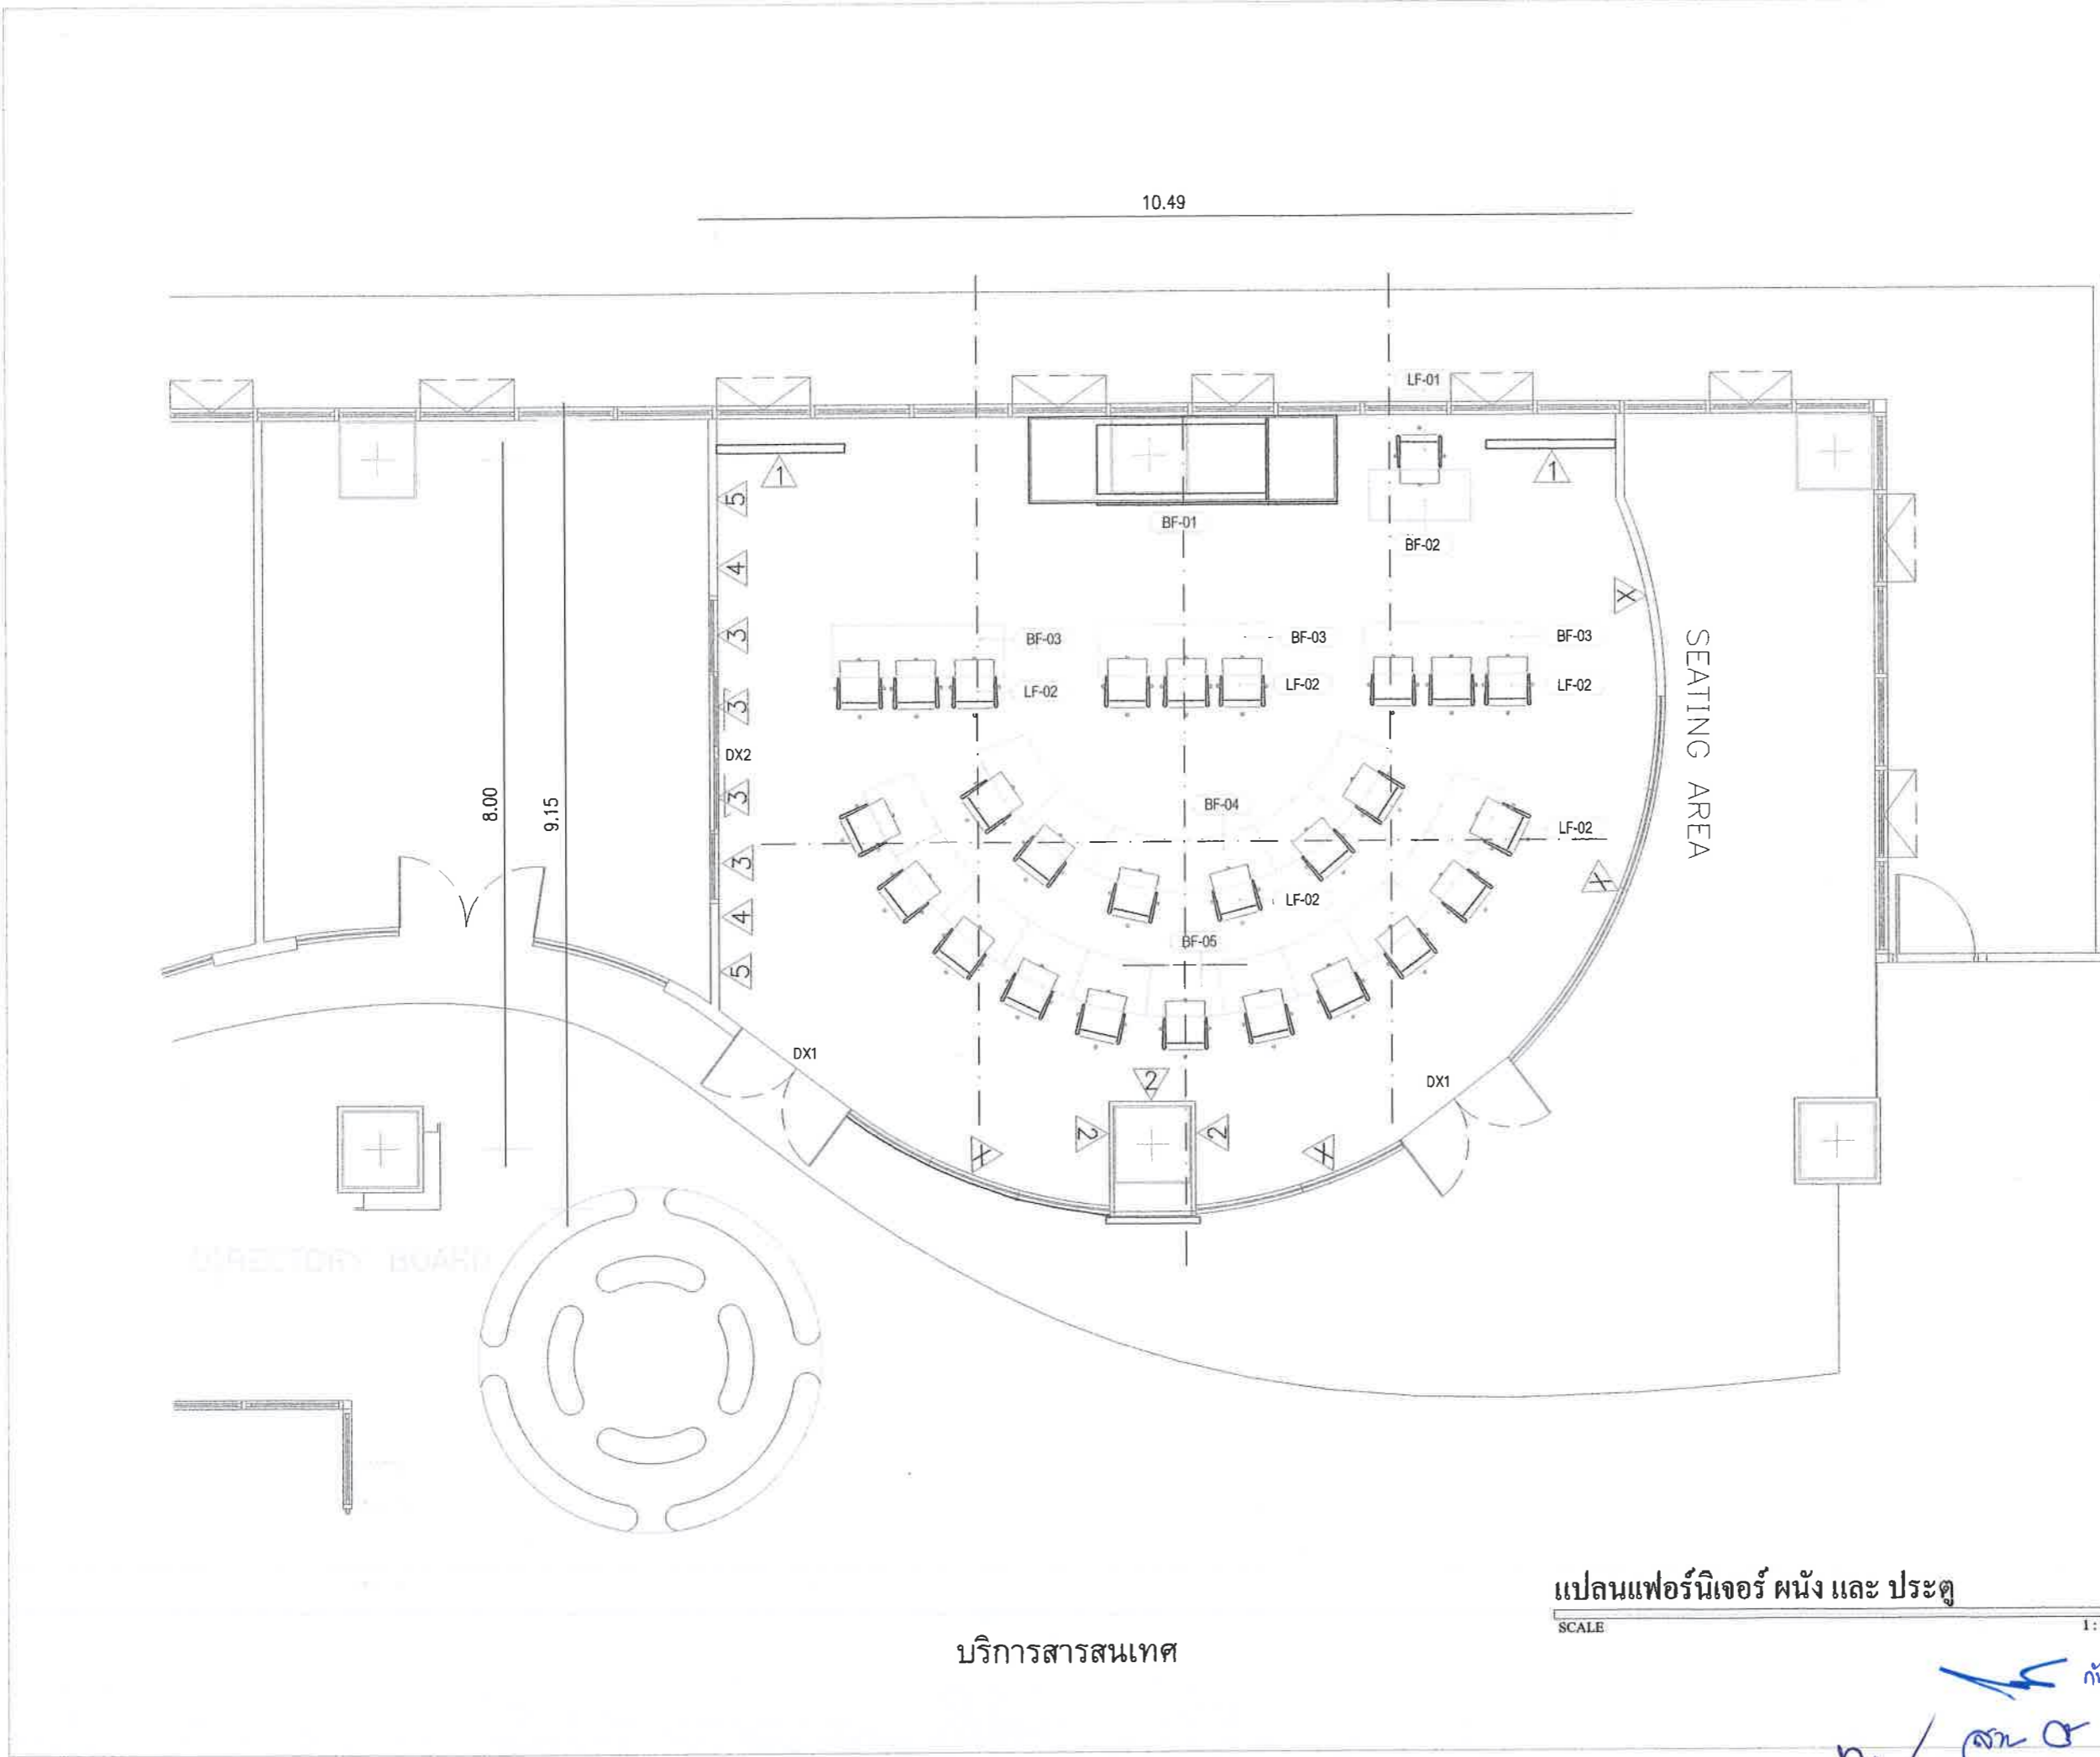 10.49
LF-01
1
1
5
BF-01
BF-02
4
X
3
BF-03
BF-03
BF-03
LF-02
LF-02
LF-02
SEATING AREA
3
DX2
3
8.00
9.15
BF-04
LF-02
3
LF-02
4
BF-05
5
X
DX1
DX1
2
2
2
X
X
DIRECTORY BOARD
แปลนเฟอร์นิเจอร์ ผนัง และ ประตู
SCALE 1:
บริการสารสนเทศ